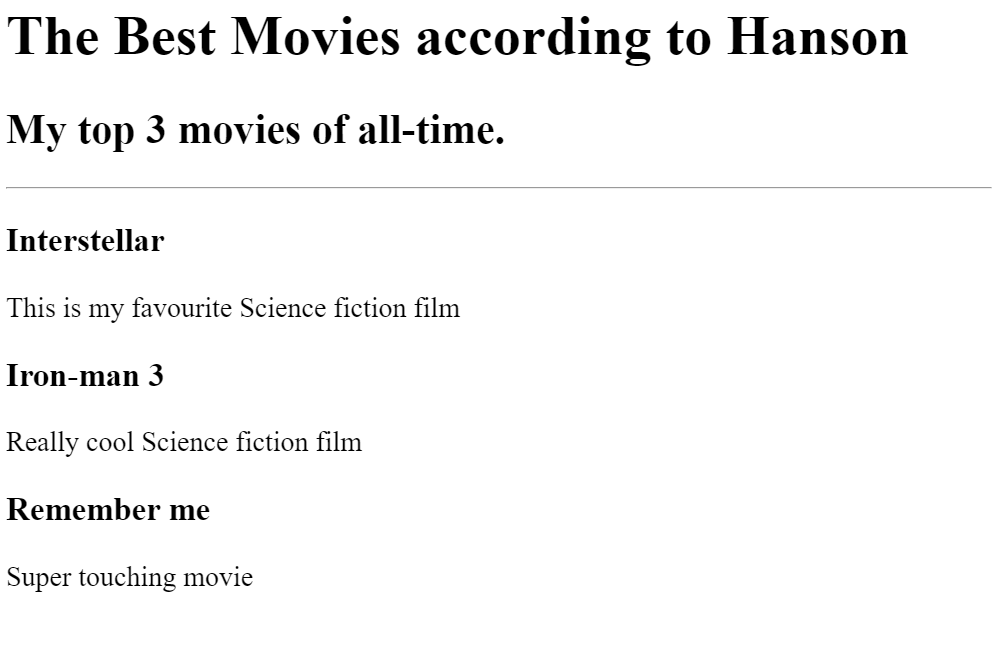 The Best Movies according to Hanson
My top 3 movies of all-time.
Interstellar
This is my favourite Science fiction film
Iron-man 3
Really cool Science fiction film
Remember me
Super touching movie